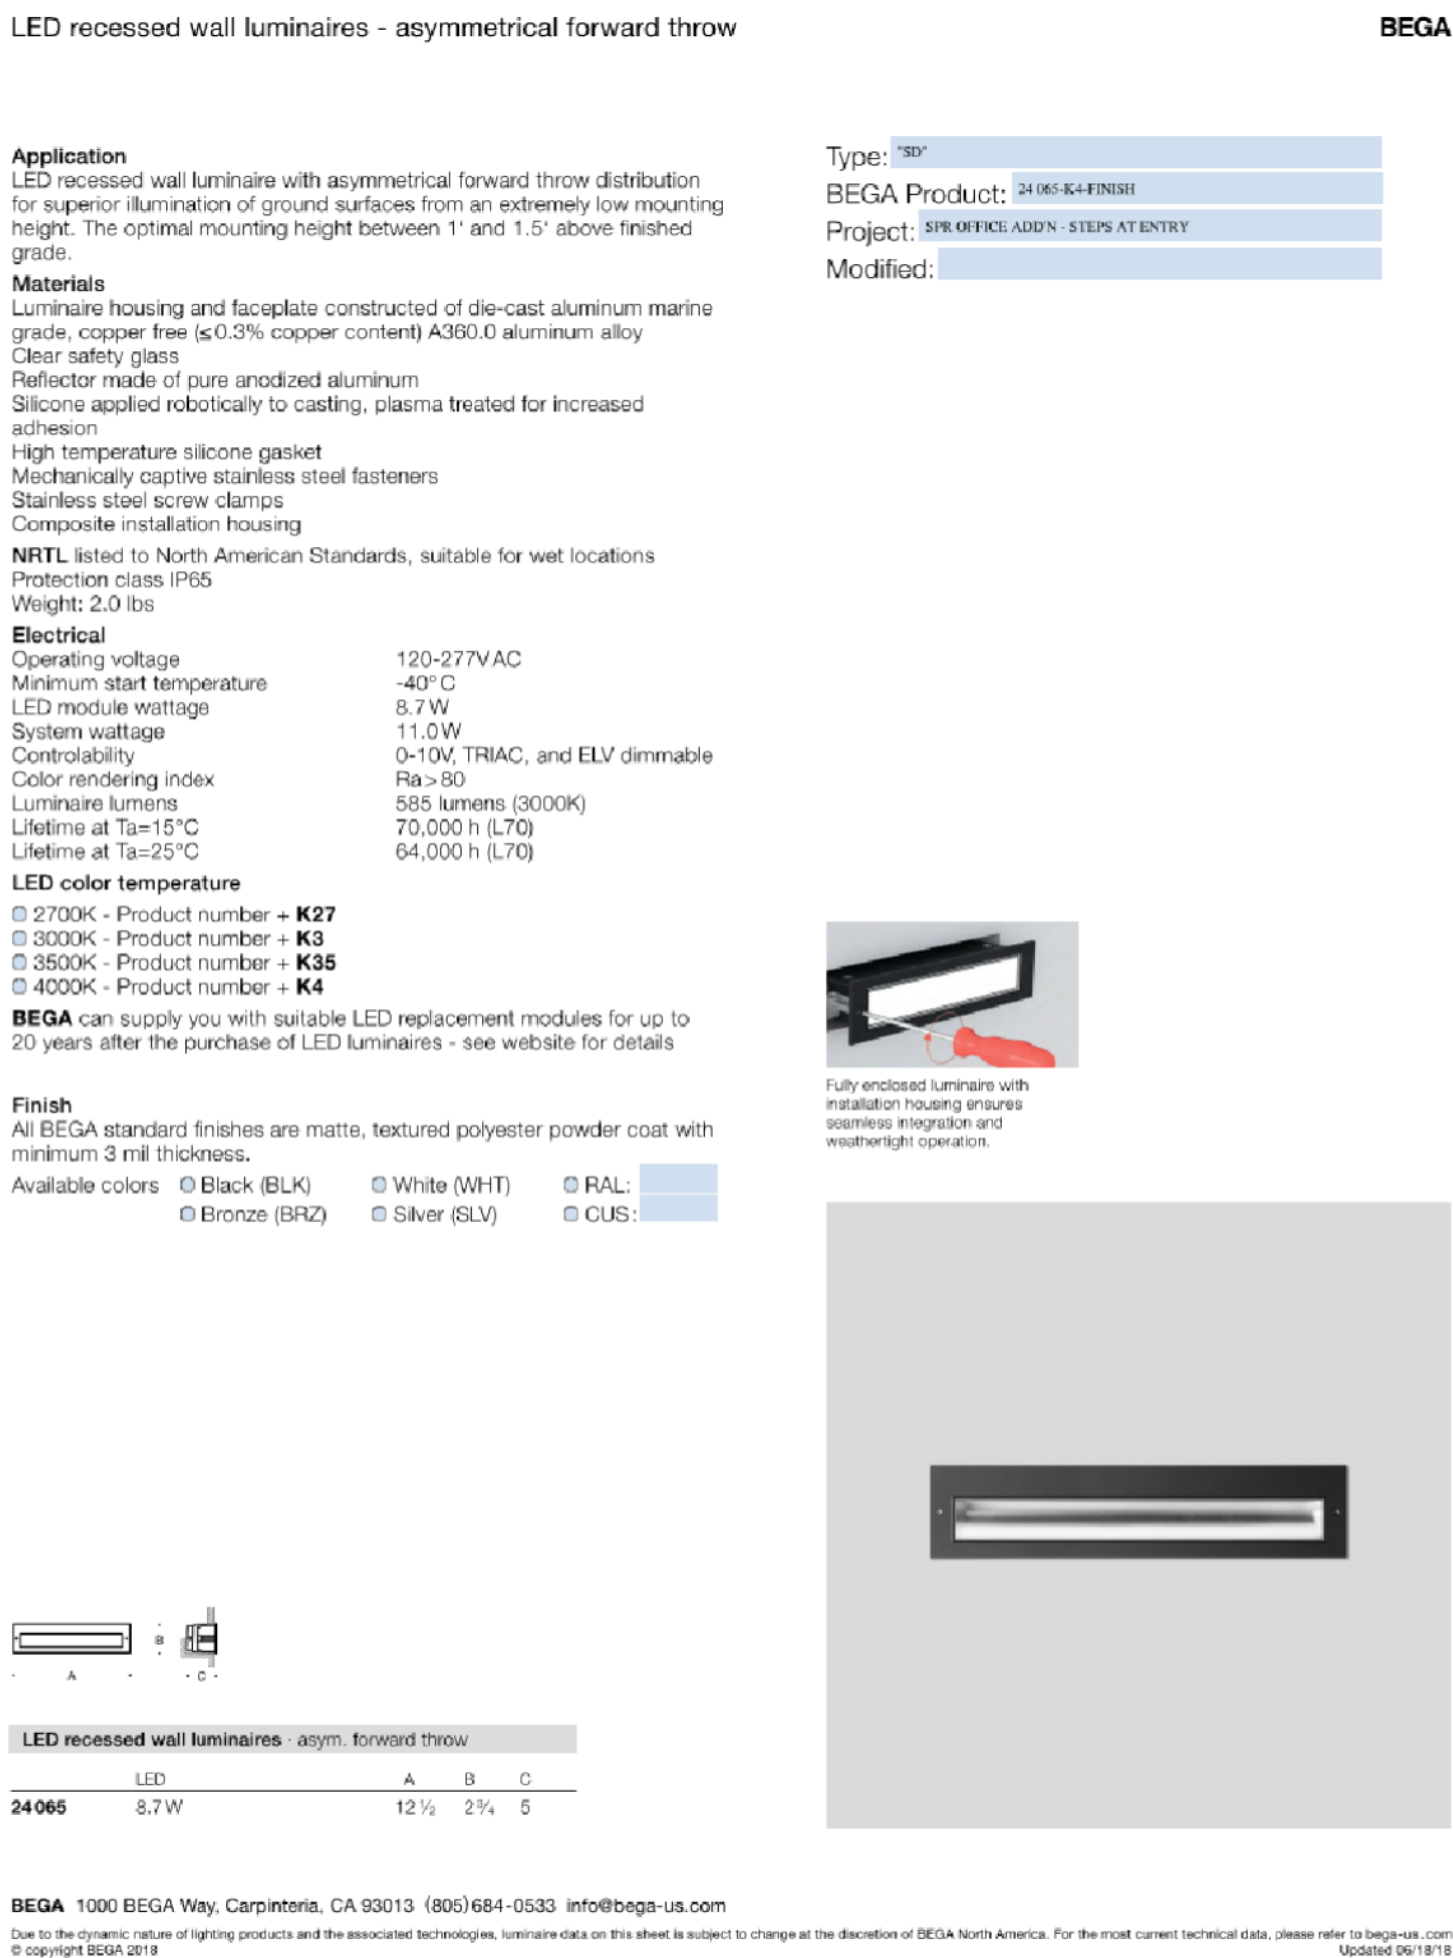 LED recessed wall luminaires - asymmetrical forward throw
BEGA
Application
LED recessed wall luminaire with asymmetrical forward throw distribution
for superior illumination of ground surfaces from an extremely low mounting
height. The optimal mounting height between 1' and 1.5' above finished
grade.
Materials
Luminaire housing and faceplate constructed of die-cast aluminum marine
grade, copper free (≤0.3% copper content) A360.0 aluminum alloy
Clear safety glass
Reflector made of pure anodized aluminum
Silicone applied robotically to casting, plasma treated for increased
adhesion
High temperature silicone gasket
Mechanically captive stainless steel fasteners
Stainless steel screw clamps
Composite installation housing
NRTL listed to North American Standards, suitable for wet locations
Protection class IP65
Weight: 2.0 lbs
Electrical
Operating voltage 120-277VAC
Minimum start temperature -40°C
LED module wattage 8.7W
System wattage 11.0W
Controlability 0-10V, TRIAC, and ELV dimmable
Color rendering index Ra>80
Luminaire lumens 585 lumens (3000K)
Lifetime at Ta=15°C 70,000 h (L70)
Lifetime at Ta=25°C 64,000 h (L70)
LED color temperature
2700K - Product number + K27
3000K - Product number + K3
3500K - Product number + K35
4000K - Product number + K4
BEGA can supply you with suitable LED replacement modules for up to
20 years after the purchase of LED luminaires - see website for details
Finish
All BEGA standard finishes are matte, textured polyester powder coat with
minimum 3 mil thickness.
Available colors Black (BLK) White (WHT) RAL:
Bronze (BRZ) Silver (SLV) CUS:
Type: "SD"
BEGA Product: 24 065-K4-FINISH
Project: SPR OFFICE ADD'N - STEPS AT ENTRY
Modified:
Fully enclosed luminaire with
installation housing ensures
seamless integration and
weathertight operation.
B
A C
LED recessed wall luminaires · asym. forward throw
LED A B C
24065 8.7W 12 ½ 2 ¾ 5
BEGA 1000 BEGA Way, Carpinteria, CA 93013 (805)684-0533 info@bega-us.com
Due to the dynamic nature of lighting products and the associated technologies, luminaire data on this sheet is subject to change at the discretion of BEGA North America. For the most current technical data, please refer to bega-us.com
© copyright BEGA 2018 Updated 06/18/18